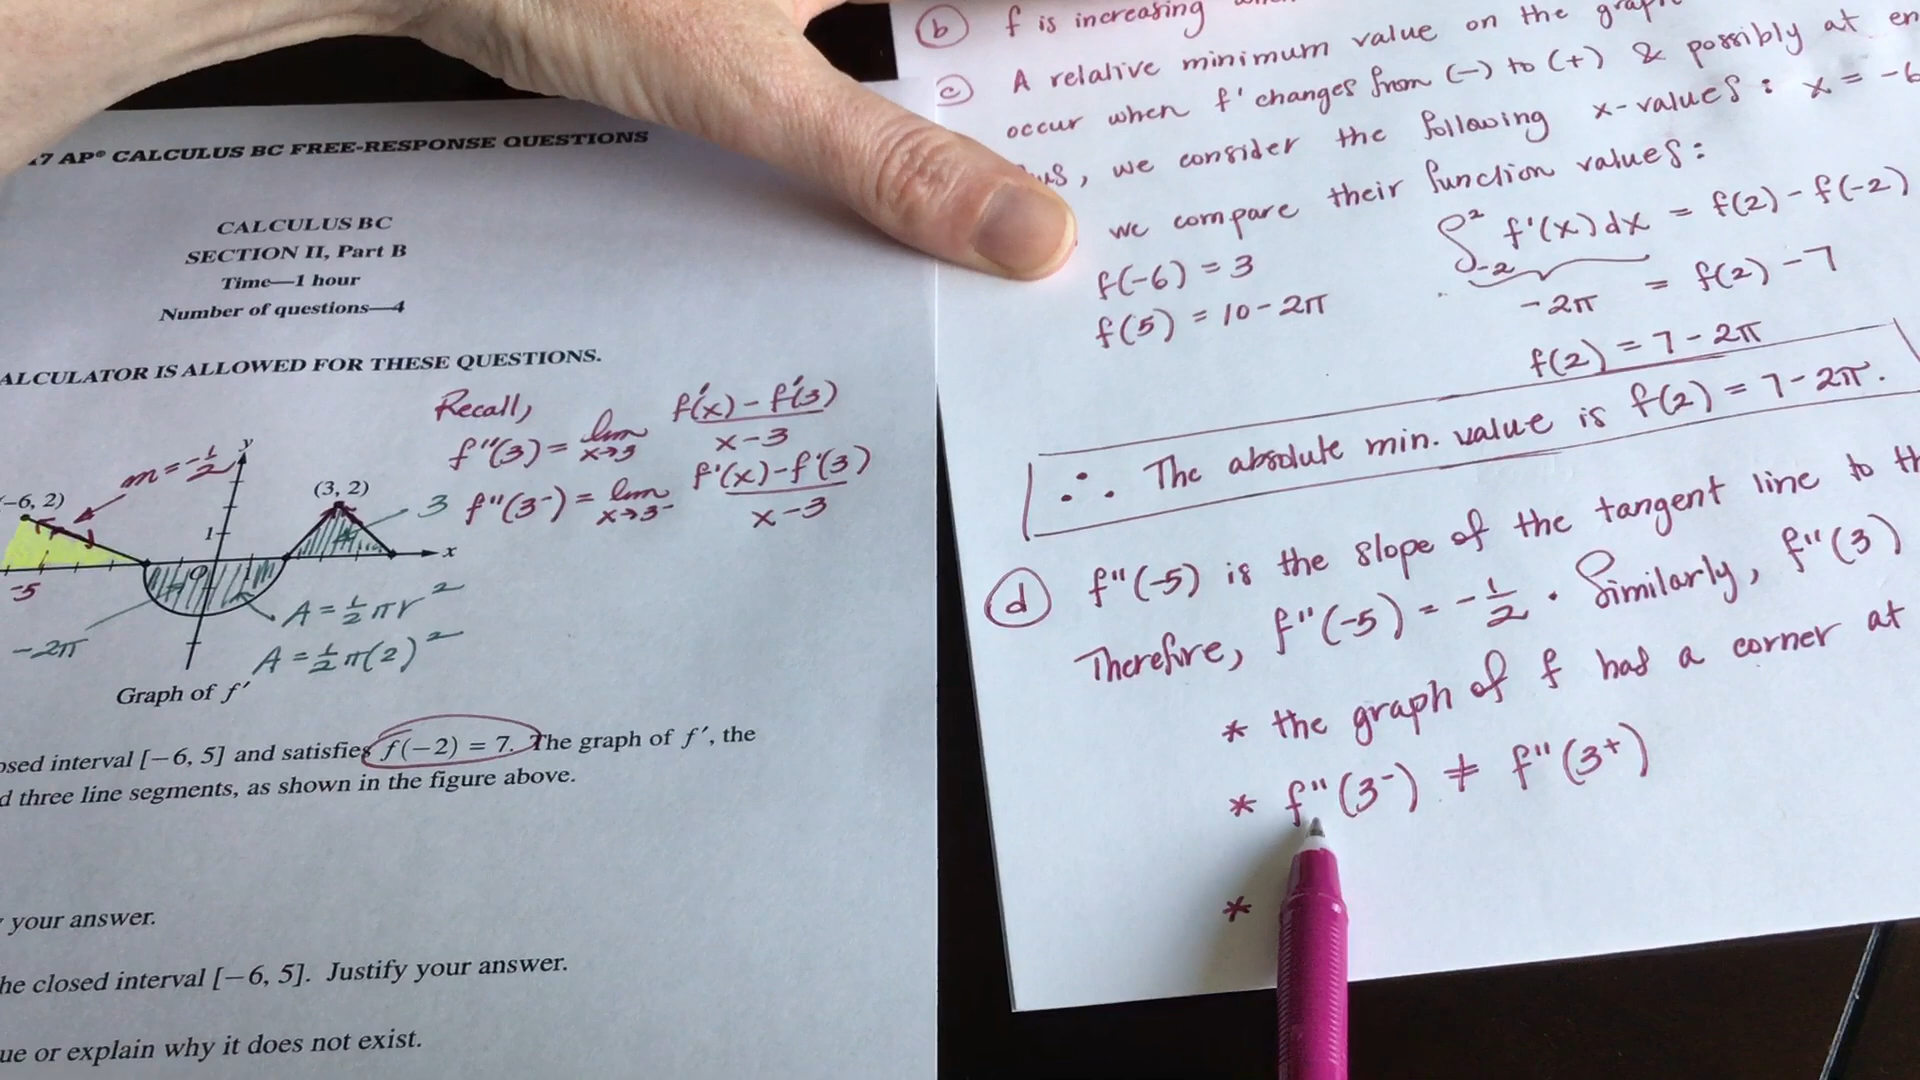 17 AP® CALCULUS BC FREE-RESPONSE QUESTIONS
CALCULUS BC
SECTION II, Part B
Time—1 hour
Number of questions—4
ALCULATOR IS ALLOWED FOR THESE QUESTIONS.
Recall,
f''(3) = lim x→3 f'(x) - f'(3) / x-3
f''(3⁻) = lim x→3⁻ f'(x) - f'(3) / x-3
m = -1/2
y
(-6, 2)
(3, 2)
3
1
x
O
-5
-2π
A = 1/2 πr²
A = 1/2 π(2)²
Graph of f'
osed interval [−6, 5] and satisfies f(−2) = 7. The graph of f', the
d three line segments, as shown in the figure above.
your answer.
he closed interval [−6, 5]. Justify your answer.
ue or explain why it does not exist.
b f is increasing
c A relative minimum value on the graph
occur when f' changes from (-) to (+) & possibly at en
us, we consider the following x-values: x = -6
we compare their function values:
f(-6) = 3
f(5) = 10 - 2π
∫₋₂² f'(x)dx = f(2) - f(-2)
-2π = f(2) - 7
f(2) = 7 - 2π
∴ The absolute min. value is f(2) = 7 - 2π.
d f''(-5) is the slope of the tangent line to th
Therefore, f''(-5) = -1/2. Similarly, f''(3)
* the graph of f had a corner at
* f''(3⁻) ≠ f''(3⁺)
*